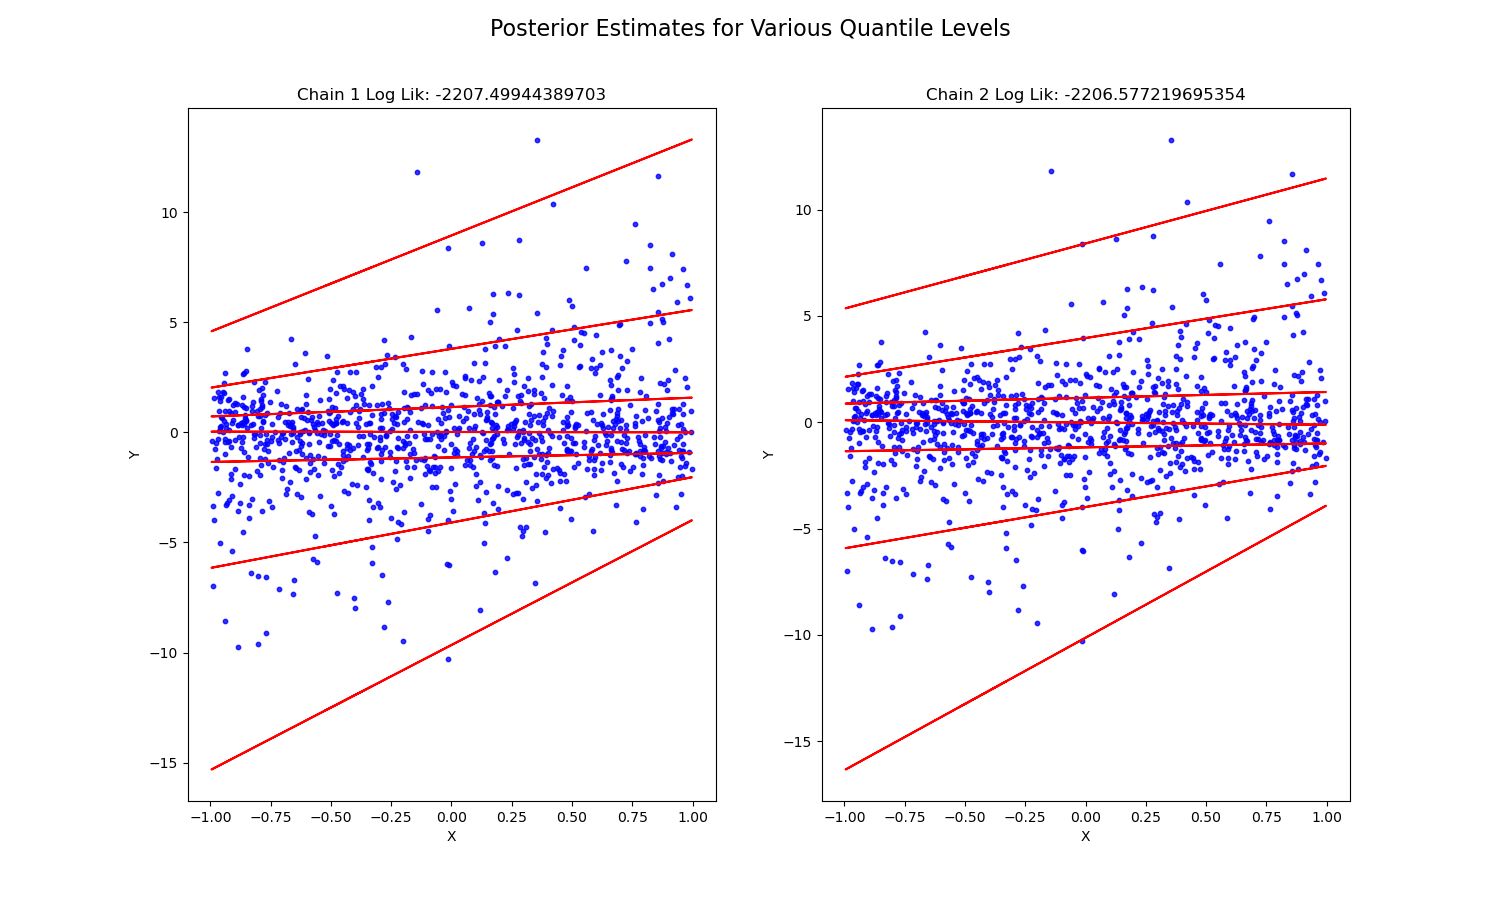 Posterior Estimates for Various Quantile Levels
Chain 1 Log Lik: -2207.49944389703
Y
10
5
0
−5
−10
−15
−1.00 −0.75 −0.50 −0.25 0.00 0.25 0.50 0.75 1.00
X
Chain 2 Log Lik: -2206.577219695354
Y
10
5
0
−5
−10
−15
−1.00 −0.75 −0.50 −0.25 0.00 0.25 0.50 0.75 1.00
X